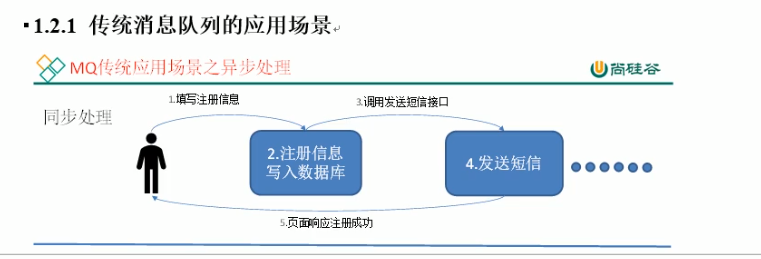 1.2.1 传统消息队列的应用场景
MQ传统应用场景之异步处理
尚硅谷
同步处理
1.填写注册信息
3.调用发送短信接口
2.注册信息
写入数据库
4.发送短信
5.页面响应注册成功